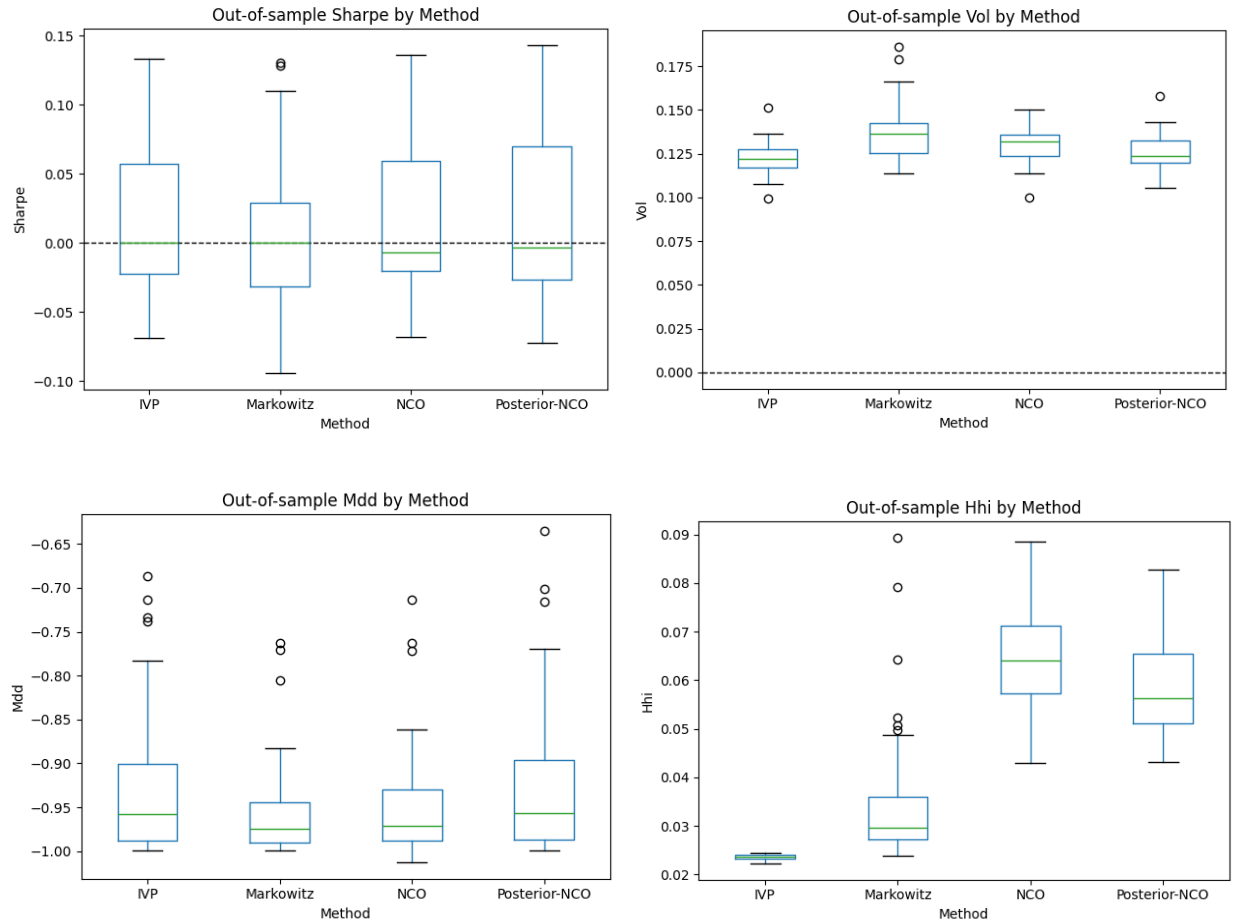 Out-of-sample Sharpe by Method
0.15
0.10
0.05
0.00
−0.05
−0.10
Sharpe
IVP Markowitz NCO Posterior-NCO
Method
Out-of-sample Vol by Method
0.175
0.150
0.125
0.100
0.075
0.050
0.025
0.000
Vol
IVP Markowitz NCO Posterior-NCO
Method
Out-of-sample Mdd by Method
−0.65
−0.70
−0.75
−0.80
−0.85
−0.90
−0.95
−1.00
Mdd
IVP Markowitz NCO Posterior-NCO
Method
Out-of-sample Hhi by Method
0.09
0.08
0.07
0.06
0.05
0.04
0.03
0.02
Hhi
IVP Markowitz NCO Posterior-NCO
Method